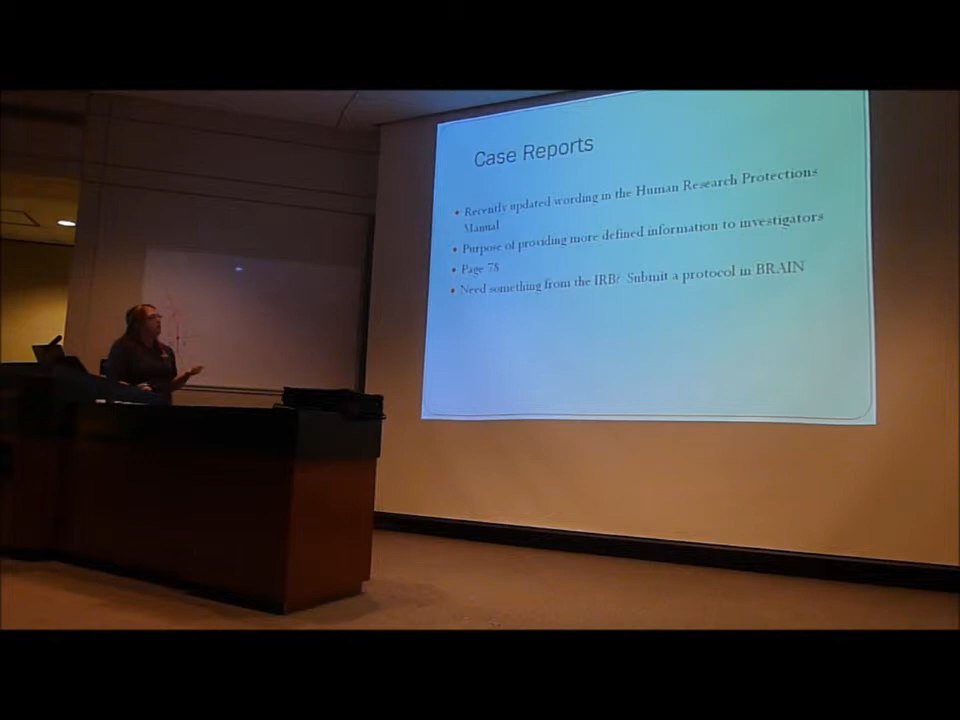 Case Reports
• Recently updated wording in the Human Research Protections
Manual
• Purpose of providing more defined information to investigators
• Page 78
• Need something from the IRB? Submit a protocol in BRAIN